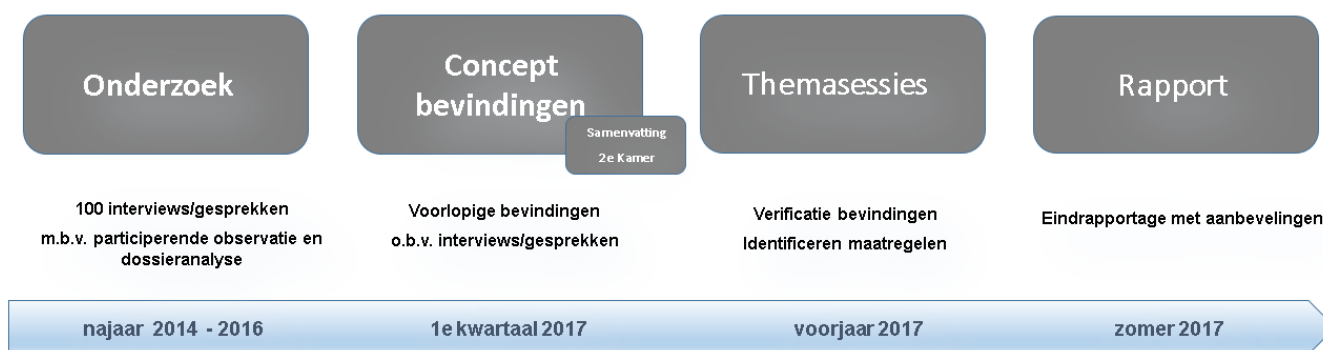 Onderzoek
Concept
bevindingen
Samenvatting
2e Kamer
Themasessies
Rapport
100 interviews/gesprekken
m.b.v. participerende observatie en
dossieranalyse
Voorlopige bevindingen
o.b.v. interviews/gesprekken
Verificatie bevindingen
Identificeren maatregelen
Eindrapportage met aanbevelingen
najaar 2014 - 2016
1e kwartaal 2017
voorjaar 2017
zomer 2017